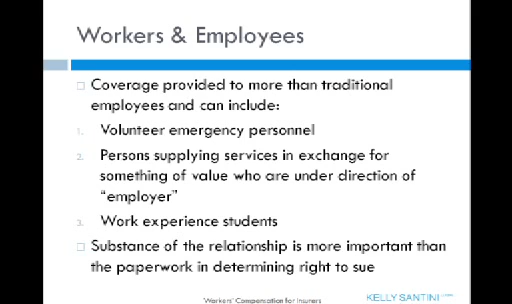 Workers & Employees
Coverage provided to more than traditional
employees and can include:
1. Volunteer emergency personnel
2. Persons supplying services in exchange for
something of value who are under direction of
“employer”
3. Work experience students
Substance of the relationship is more important than
the paperwork in determining right to sue
Workers' Compensation for Insurers
KELLY SANTINI